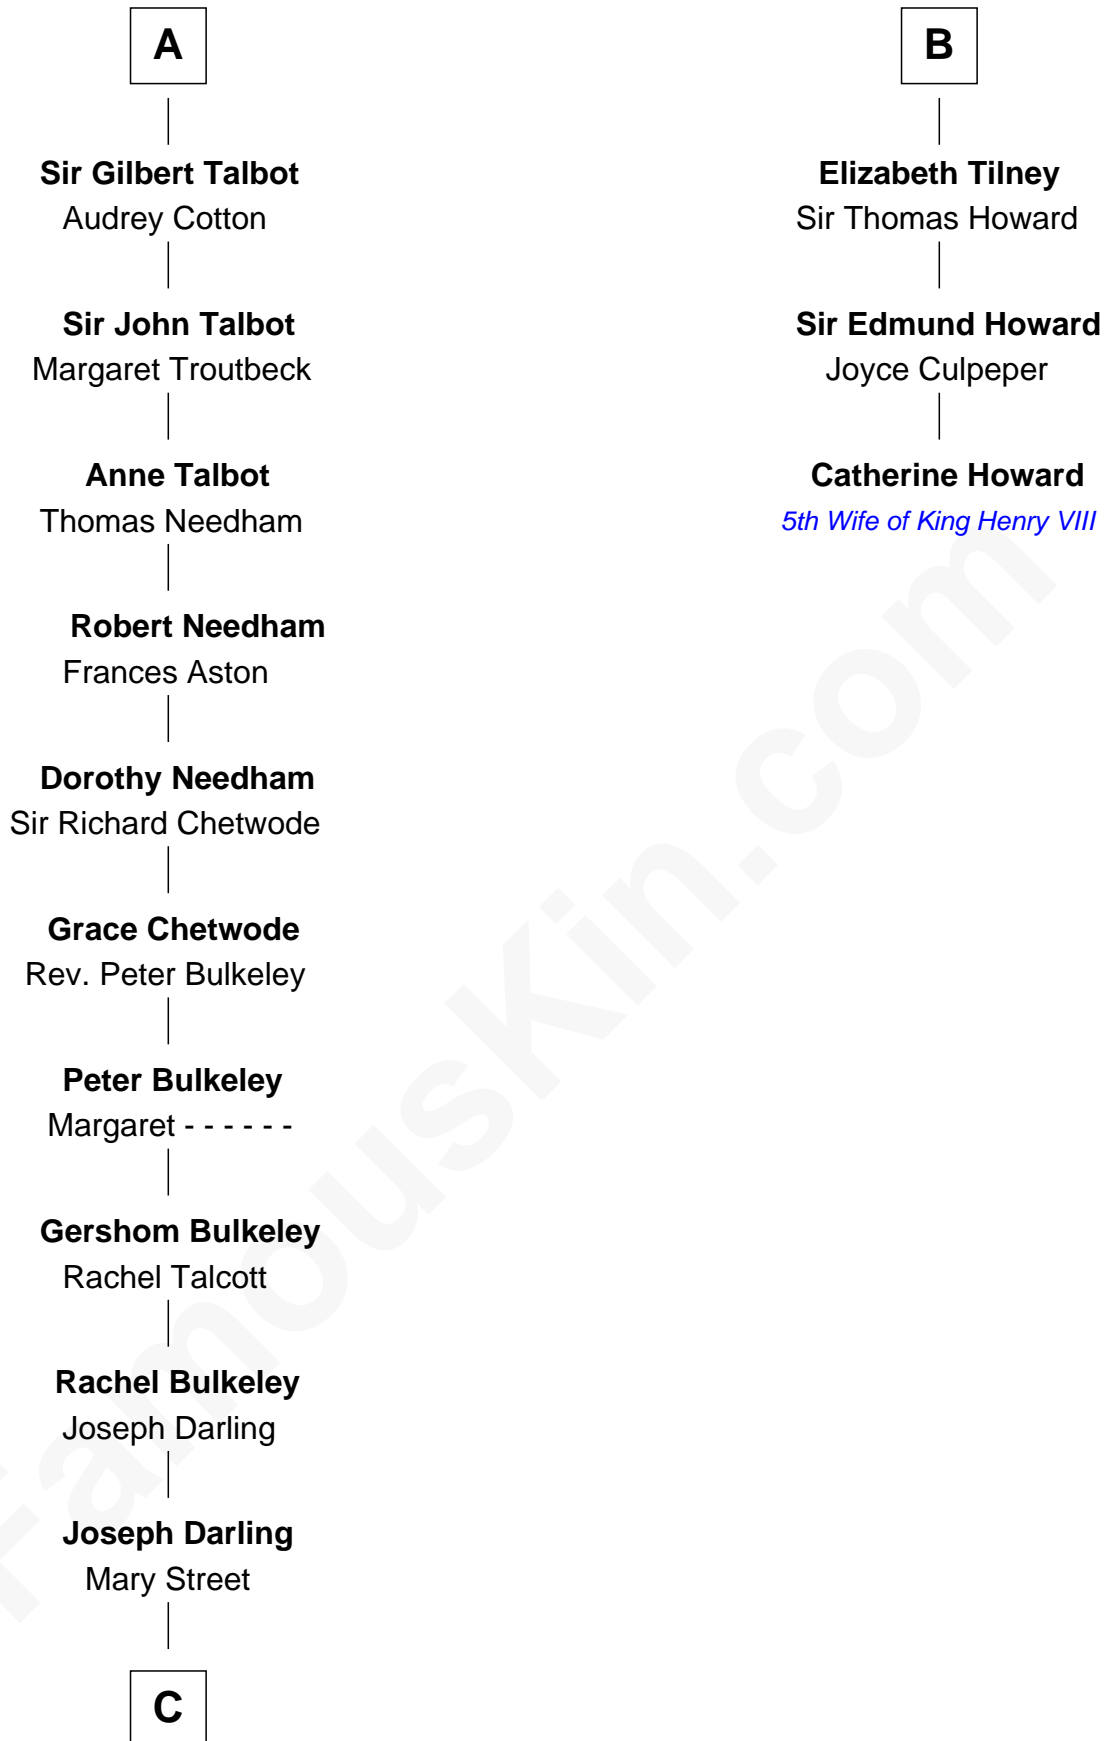 A
Sir Gilbert Talbot
Audrey Cotton
Sir John Talbot
Margaret Troutbeck
Anne Talbot
Thomas Needham
Robert Needham
Frances Aston
Dorothy Needham
Sir Richard Chetwode
Grace Chetwode
Rev. Peter Bulkeley
Peter Bulkeley
Margaret - - - - - -
Gershom Bulkeley
Rachel Talcott
Rachel Bulkeley
Joseph Darling
Joseph Darling
Mary Street
C
B
Elizabeth Tilney
Sir Thomas Howard
Sir Edmund Howard
Joyce Culpeper
Catherine Howard
5th Wife of King Henry VIII
FamousKin.com